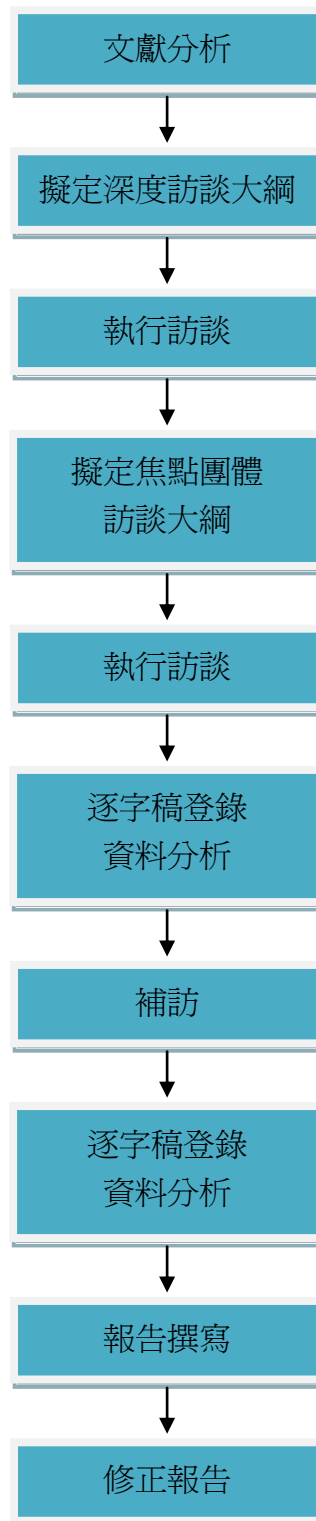 文獻分析
擬定深度訪談大綱
執行訪談
擬定焦點團體
訪談大綱
執行訪談
逐字稿登錄
資料分析
補訪
逐字稿登錄
資料分析
報告撰寫
修正報告